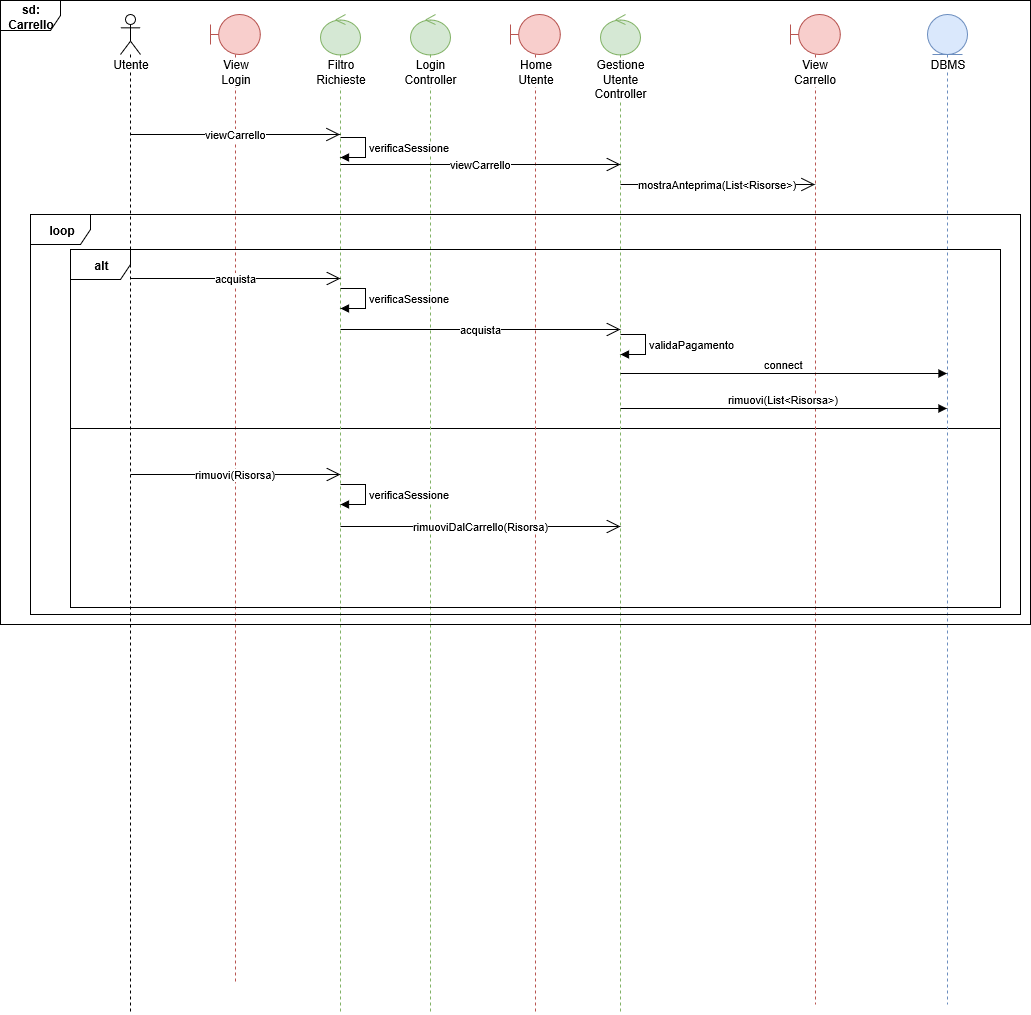 sd:
Carrello
Utente
View
Login
Filtro
Richieste
Login
Controller
Home
Utente
Gestione
Utente
Controller
View
Carrello
DBMS
viewCarrello
verificaSessione
viewCarrello
mostraAnteprima(List<Risorse>)
loop
alt
acquista
verificaSessione
acquista
validaPagamento
connect
rimuovi(List<Risorsa>)
rimuovi(Risorsa)
verificaSessione
rimuoviDalCarrello(Risorsa)